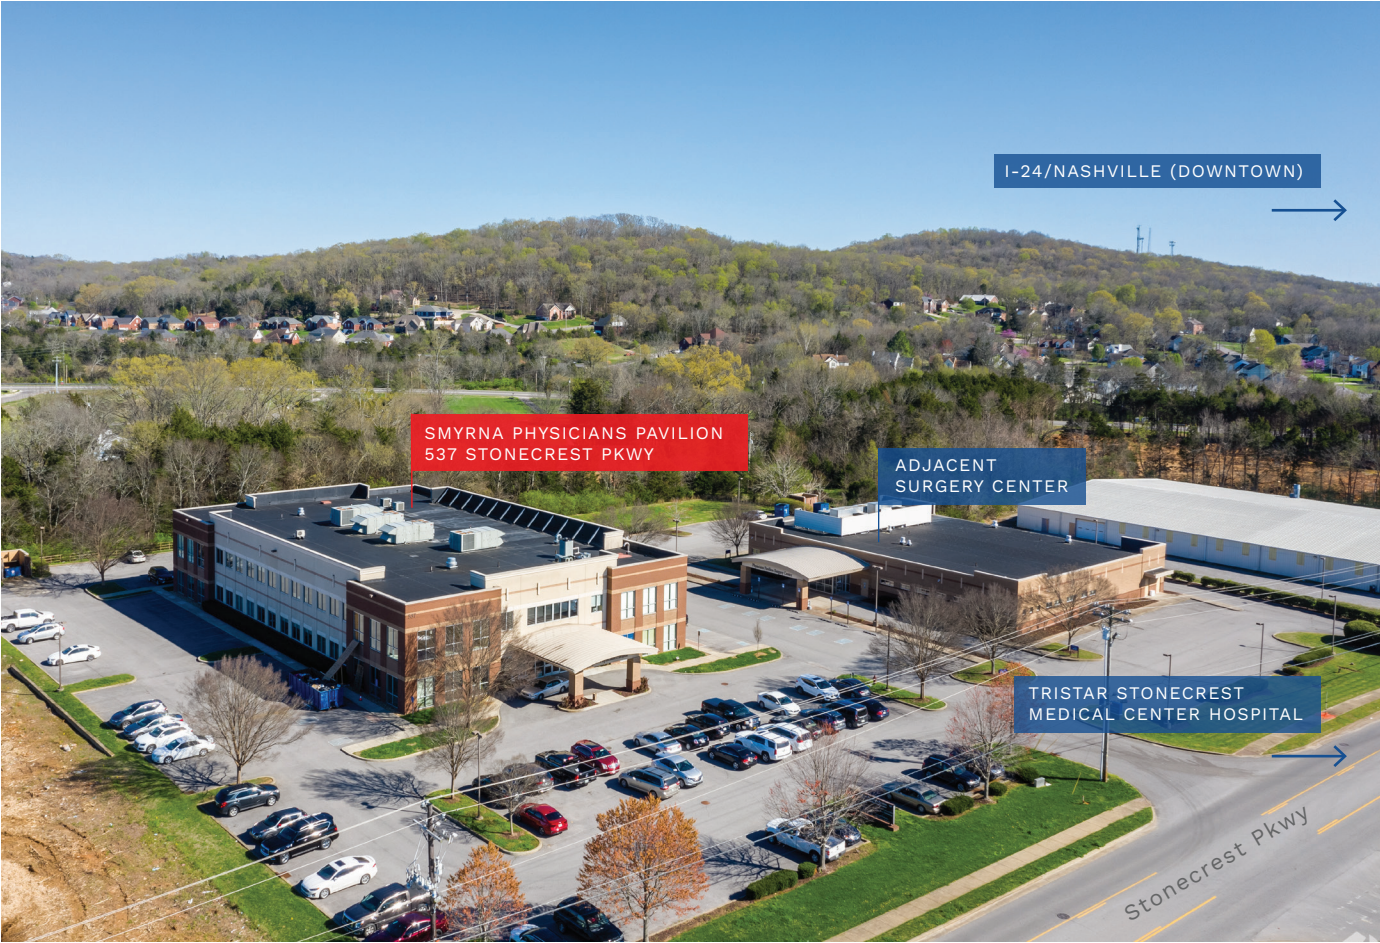 I-24/NASHVILLE (DOWNTOWN)
SMYRNA PHYSICIANS PAVILION
537 STONECREST PKWY
ADJACENT
SURGERY CENTER
TRISTAR STONECREST
MEDICAL CENTER HOSPITAL
Stonecrest Pkwy